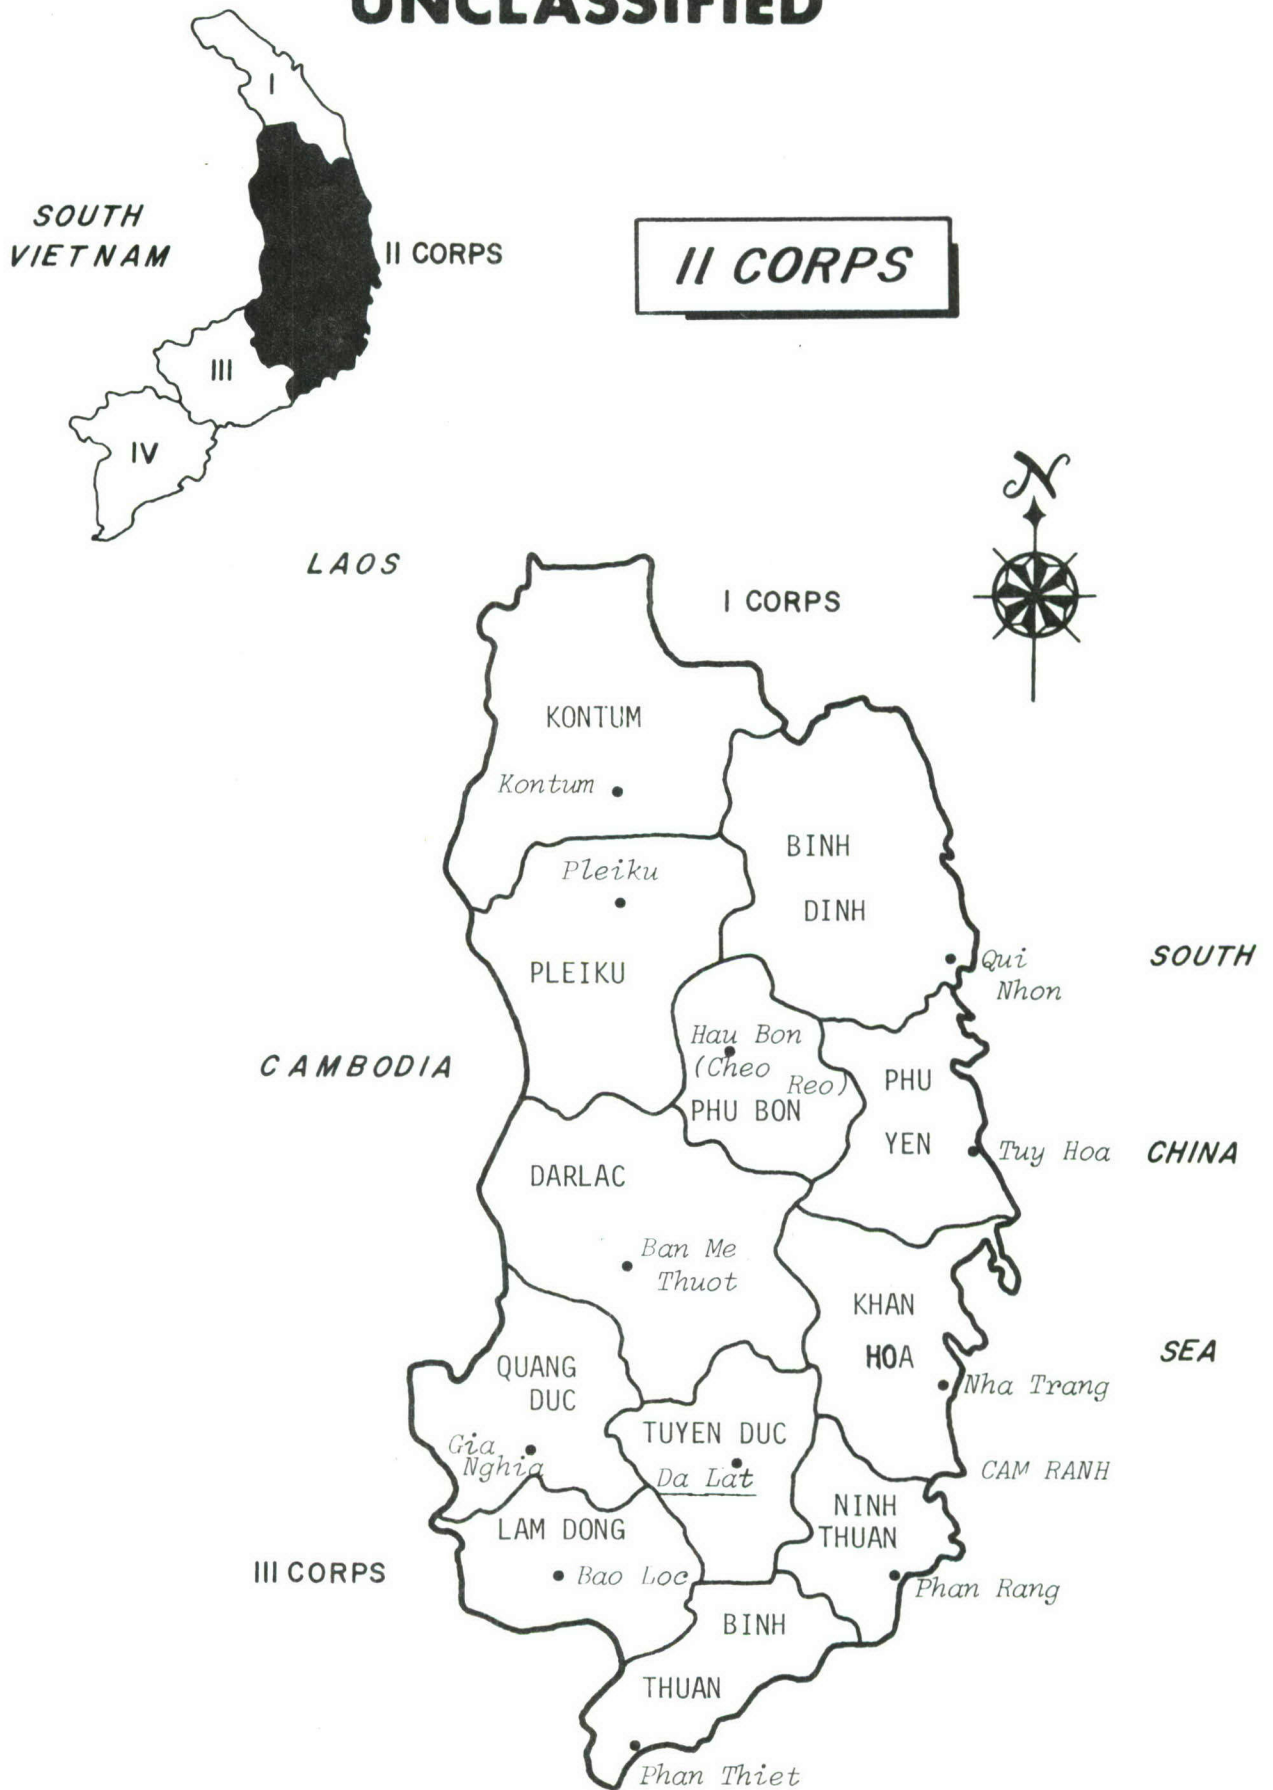 UNCLASSIFIED
I
SOUTH
VIETNAM
II CORPS
II CORPS
III
IV
N
LAOS
I CORPS
KONTUM
Kontum
BINH
DINH
Pleiku
PLEIKU
Qui
Nhon
SOUTH
Hau Bon
(Cheo
Reo)
PHU BON
CAMBODIA
PHU
YEN
Tuy Hoa
CHINA
DARLAC
Ban Me
Thuot
KHAN
HOA
SEA
Nha Trang
QUANG
DUC
Gia
Nghia
TUYEN DUC
Da Lat
CAM RANH
NINH
THUAN
LAM DONG
Bao Loc
III CORPS
Phan Rang
BINH
THUAN
Phan Thiet